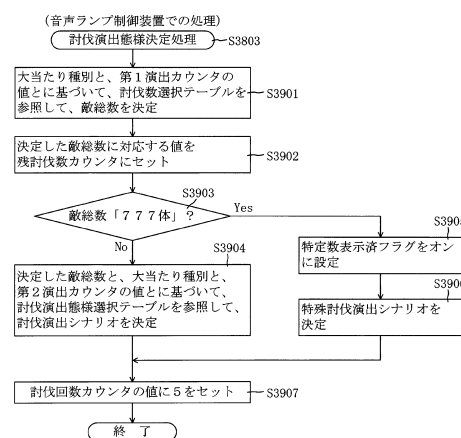 (音声ランプ制御装置での処理)
討伐演出態様決定処理
S3803
大当たり種別と、第1演出カウンタの
値とに基づいて、討伐数選択テーブルを
参照して、敵総数を決定
S3901
決定した敵総数に対応する値を
残討伐数カウンタにセット
S3902
S3903
敵総数「777体」?
Yes
No
S3904
決定した敵総数と、大当たり種別と、
第2演出カウンタの値とに基づいて、
討伐演出態様選択テーブルを参照して、
討伐演出シナリオを決定
S390
特定数表示済フラグをオン
に設定
S390
特殊討伐演出シナリオを
決定
討伐回数カウンタの値に5をセット
S3907
終 了